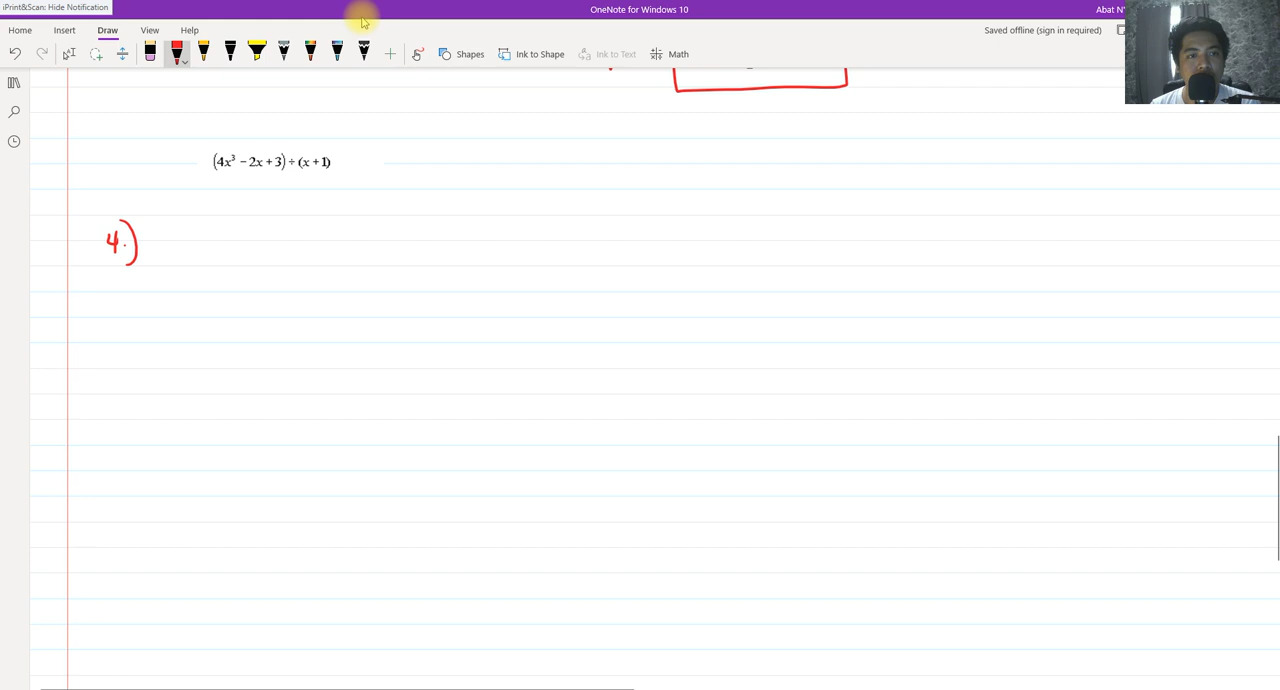 iPrint&Scan: Hide Notification
OneNote for Windows 10
Abat N
Home Insert Draw View Help
Saved offline (sign in required)
Shapes Ink to Shape Ink to Text Math
(4x³ − 2x + 3) ÷ (x + 1)
4.)